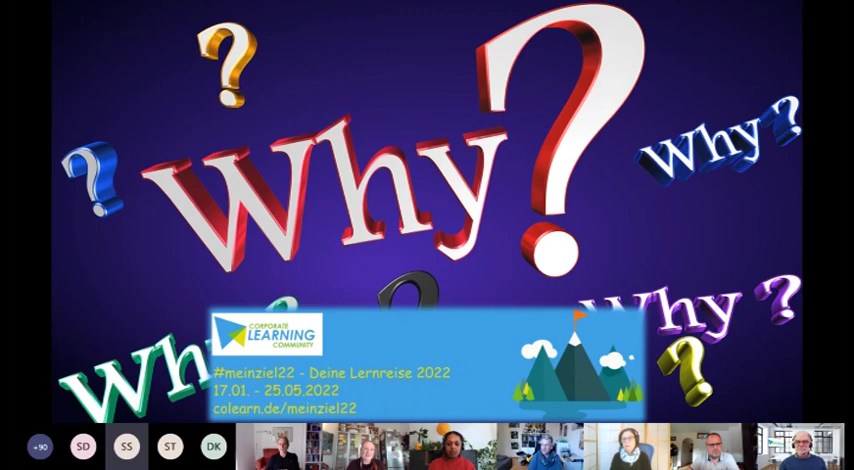 ?
Why?
Why?
?
?
Why?
Why?
?
CORPORATE
LEARNING
COMMUNITY
#meinziel22 - Deine Lernreise 2022
17.01. - 25.05.2022
colearn.de/meinziel22
+90
SD
SS
ST
DK